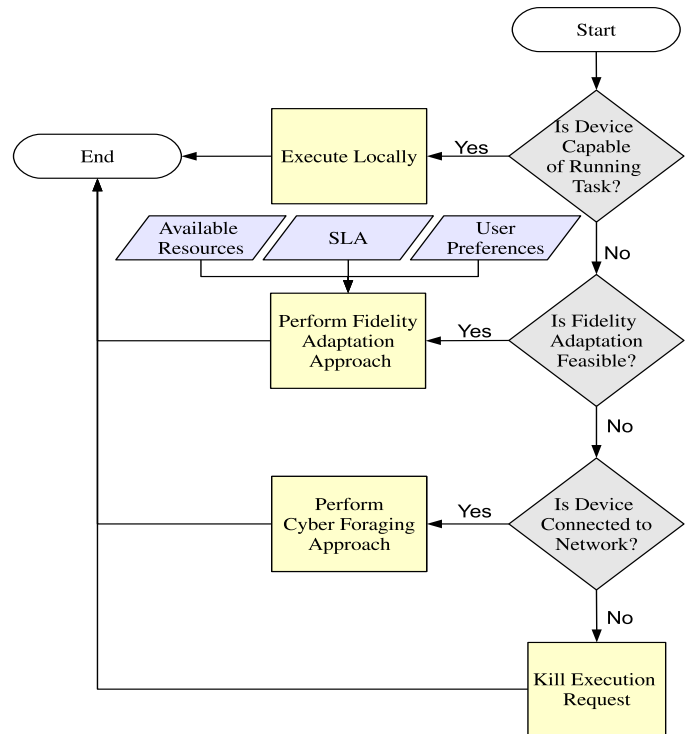 Start
Is Device
Capable
of Running
Task?
Yes
Execute Locally
End
No
Available
Resources
SLA
User
Preferences
Is Fidelity
Adaptation
Feasible?
Yes
Perform Fidelity
Adaptation
Approach
No
Is Device
Connected to
Network?
Yes
Perform
Cyber Foraging
Approach
No
Kill Execution
Request